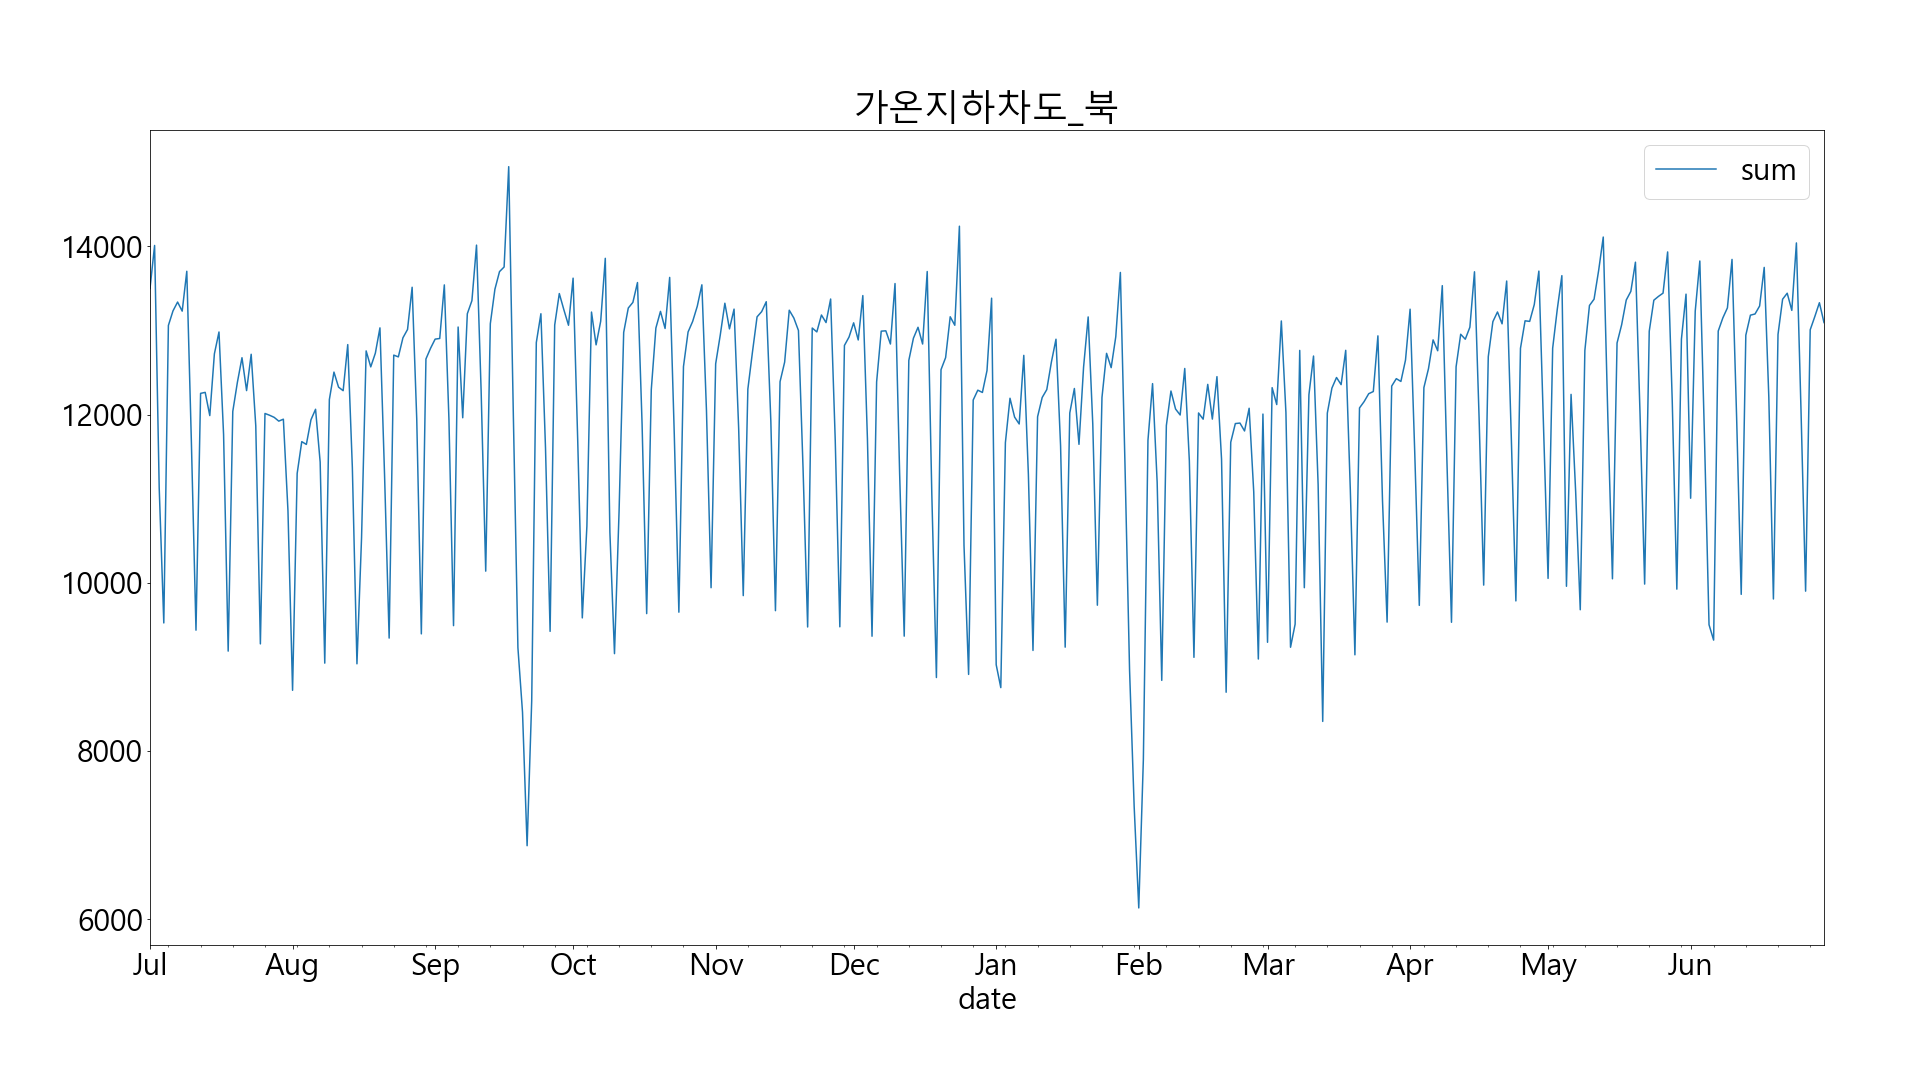 가온지하차도_북
sum
14000
12000
10000
8000
6000
Jul Aug Sep Oct Nov Dec Jan Feb Mar Apr May Jun
date